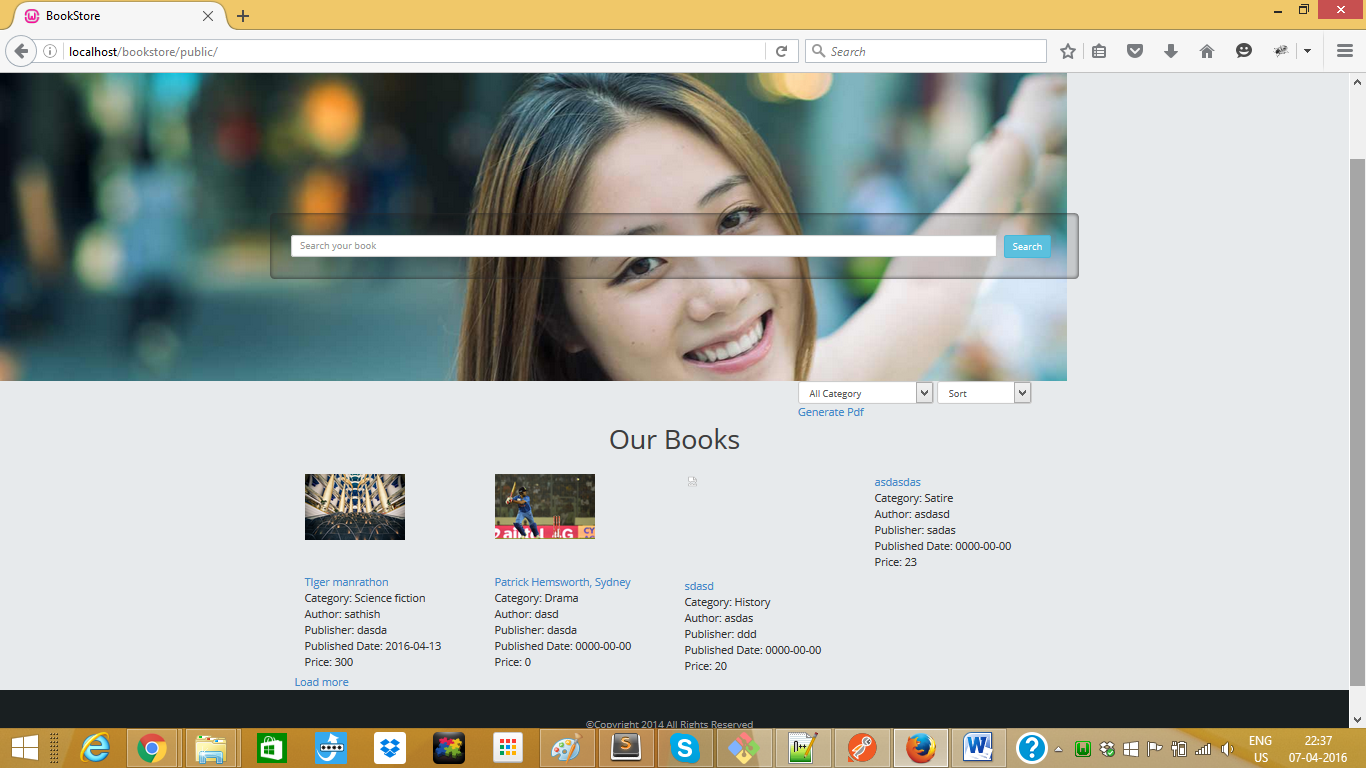 BookStore
localhost/bookstore/public/
Search
Search your book
Search
All Category
Sort
Generate Pdf
Our Books
TIger manrathon
Category: Science fiction
Author: sathish
Publisher: dasda
Published Date: 2016-04-13
Price: 300
Patrick Hemsworth, Sydney
Category: Drama
Author: dasd
Publisher: dasda
Published Date: 0000-00-00
Price: 0
sdasd
Category: History
Author: asdas
Publisher: ddd
Published Date: 0000-00-00
Price: 20
asdasdas
Category: Satire
Author: asdasd
Publisher: sadas
Published Date: 0000-00-00
Price: 23
Load more
©Copyright 2014 All Rights Reserved
ENG
US
22:37
07-04-2016